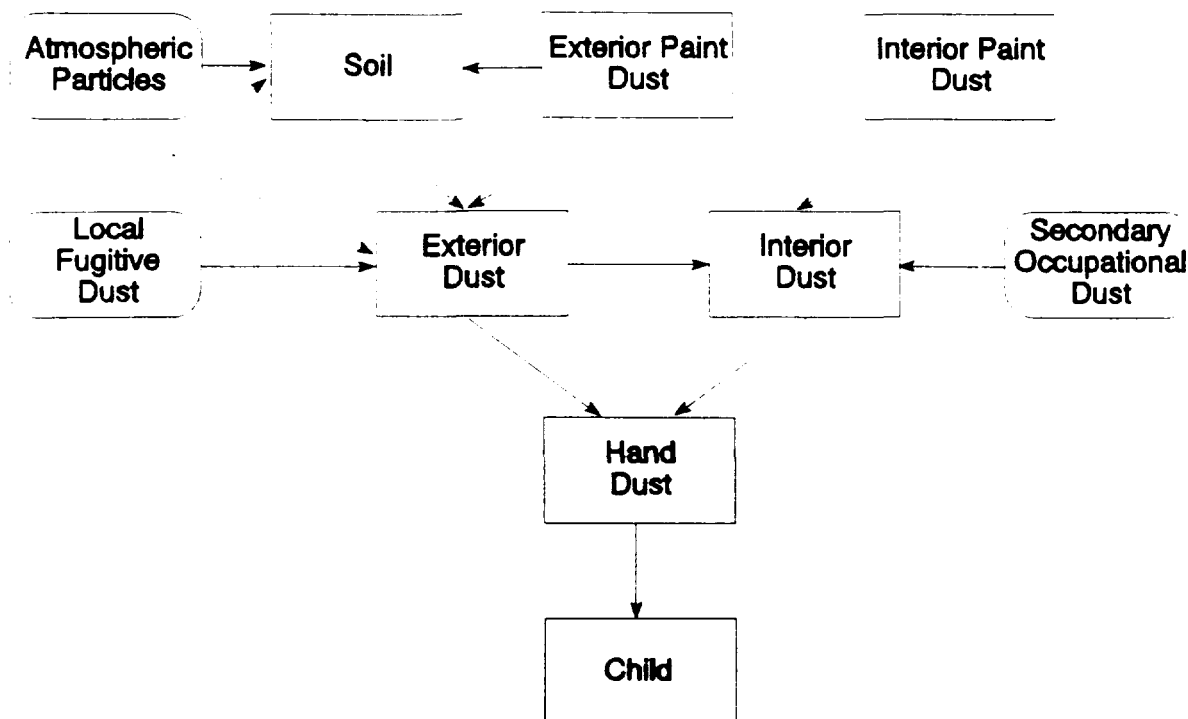 Atmospheric
Particles
Soil
Exterior Paint
Dust
Interior Paint
Dust
Local
Fugitive
Dust
Exterior
Dust
Interior
Dust
Secondary
Occupational
Dust
Hand
Dust
Child